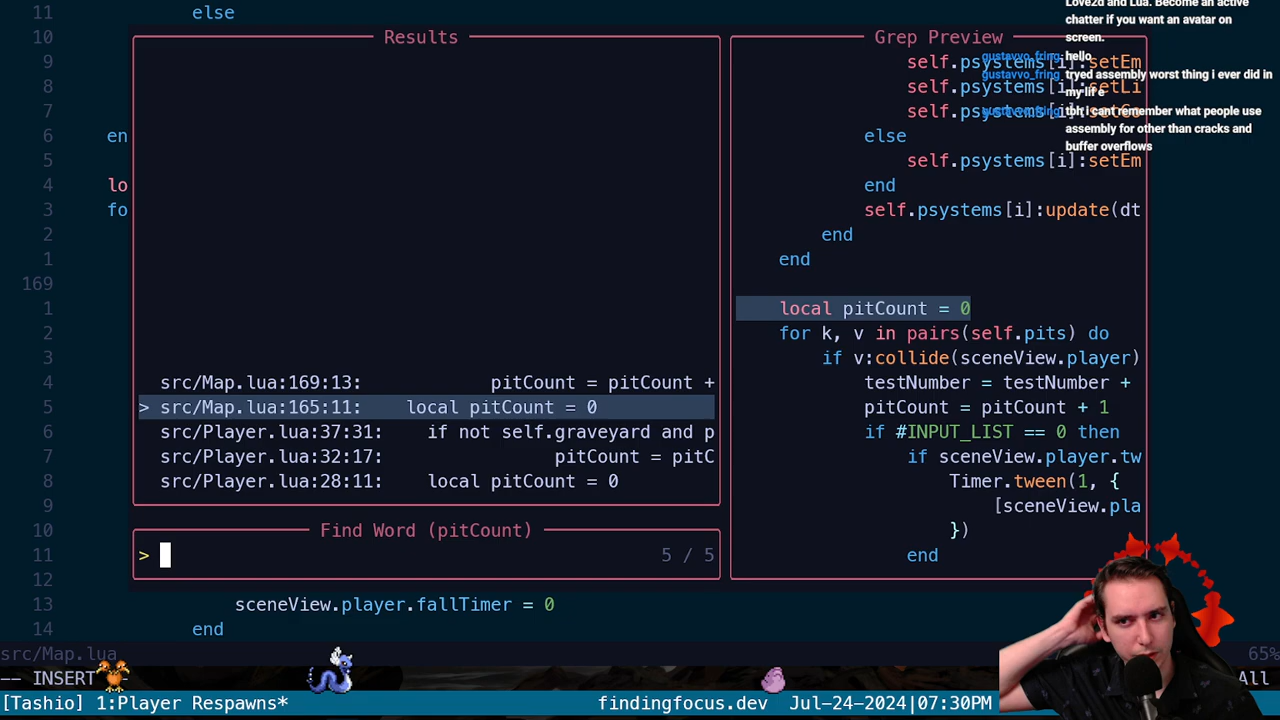 11 else
10
9
8
7
6 en
5
4 lo
3 fo
2
1
169
1
2
3
4
5
6
7
8
9
10
11
12
13 sceneView.player.fallTimer = 0
14 end
Results
src/Map.lua:169:13: pitCount = pitCount +
> src/Map.lua:165:11: local pitCount = 0
src/Player.lua:37:31: if not self.graveyard and p
src/Player.lua:32:17: pitCount = pitC
src/Player.lua:28:11: local pitCount = 0
Find Word (pitCount)
> 5 / 5
Grep Preview
self.psystems[i]:setEm
self.psystems[i]:setLi
self.psystems[i]:
else
self.psystems[i]:setEm
end
self.psystems[i]:update(dt
end
end
local pitCount = 0
for k, v in pairs(self.pits) do
if v:collide(sceneView.player)
testNumber = testNumber +
pitCount = pitCount + 1
if #INPUT_LIST == 0 then
if sceneView.player.tw
Timer.tween(1, {
[sceneView.pla
})
end
Love2d and Lua. Become an active
chatter if you want an avatar on
screen.
gustavvo_fring hello
gustavvo_fring tryed assembly worst thing i ever did in
my lif e
gustavvo_fring tbh i cant remember what people use
assembly for other than cracks and
buffer overflows
src/Map.lua 65%
-- INSERT All
[Tashio] 1:Player Respawns* findingfocus.dev Jul-24-2024|07:30PM